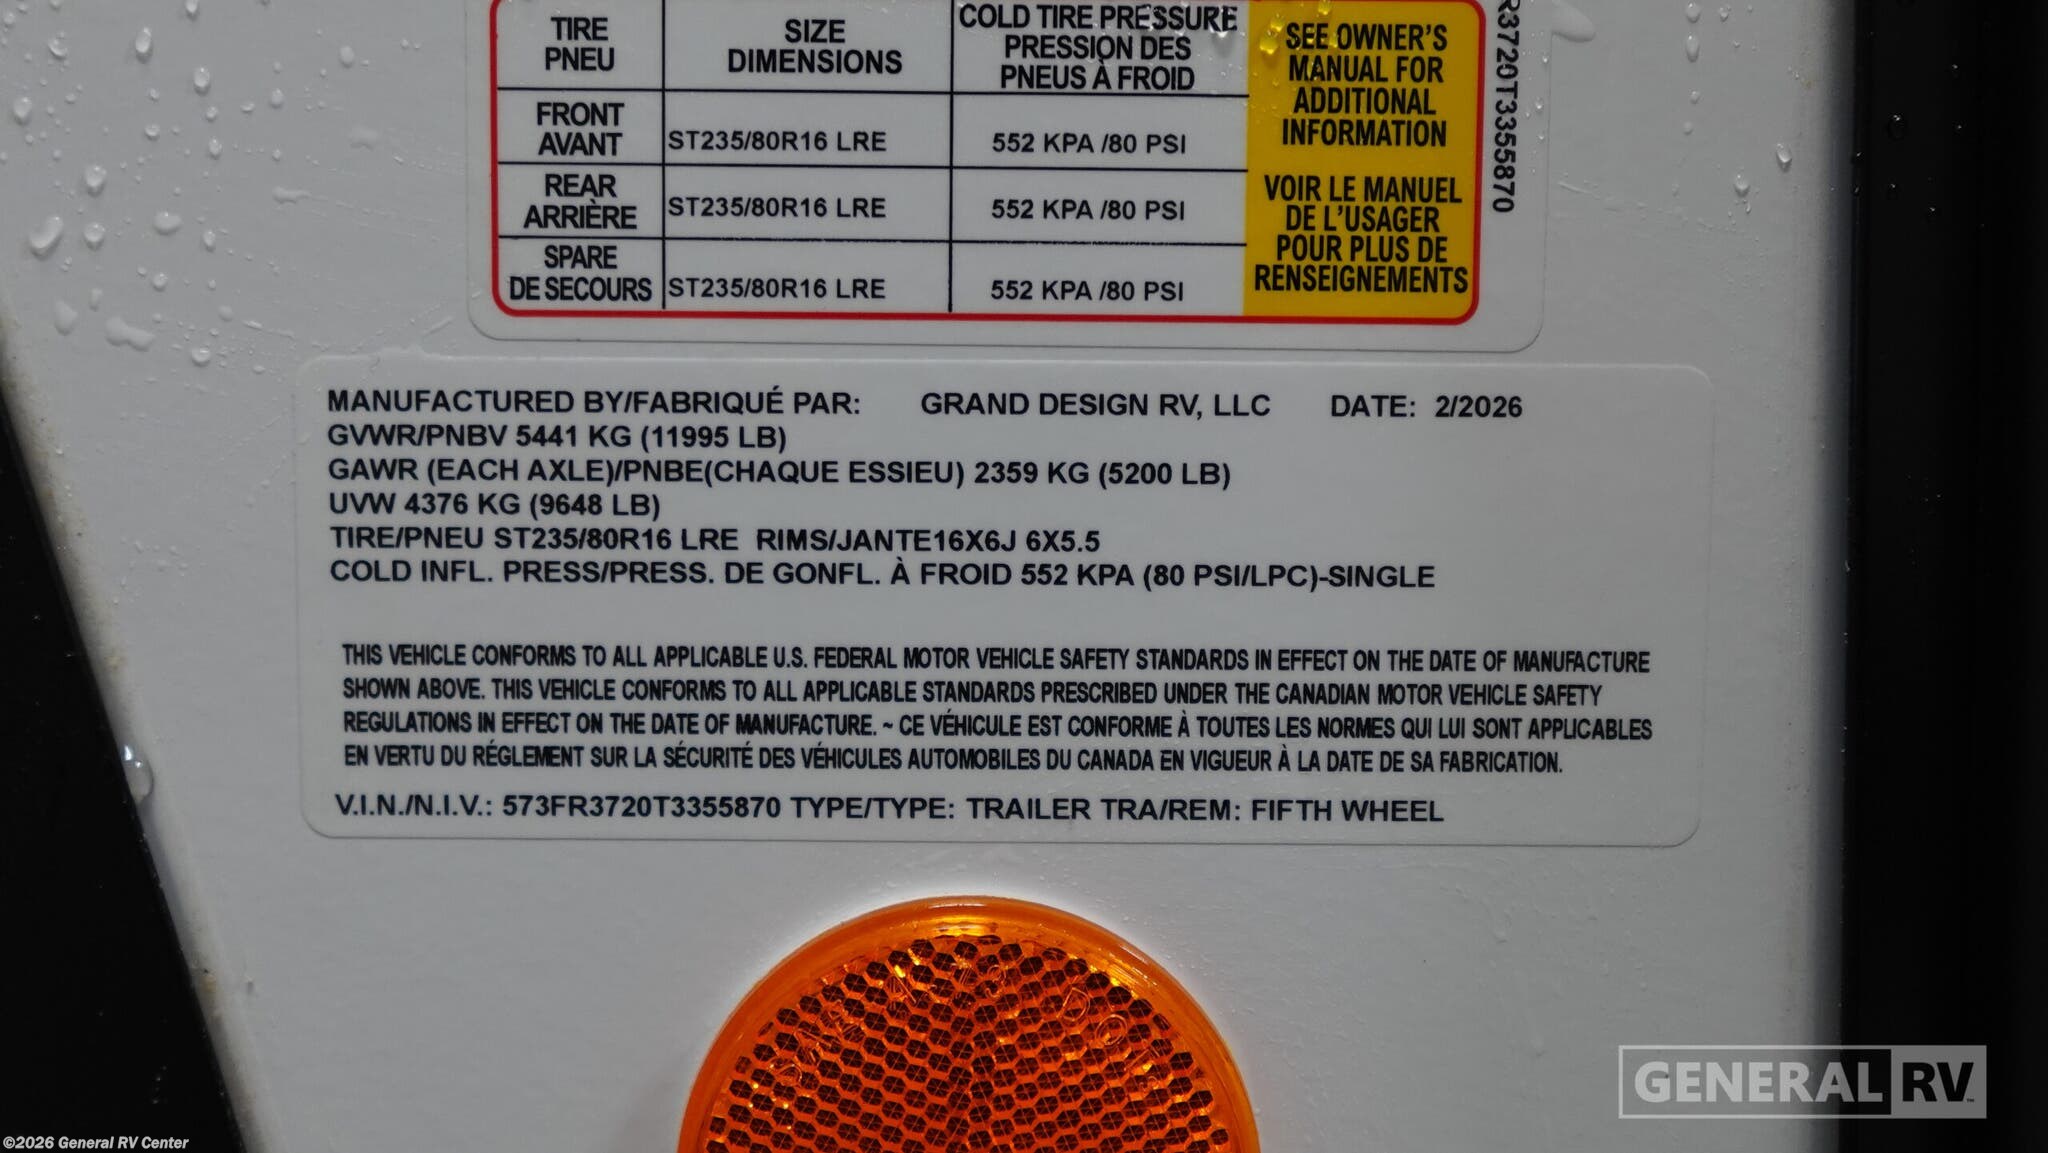 TIRE
PNEU
SIZE
DIMENSIONS
COLD TIRE PRESSURE
PRESSION DES
PNEUS À FROID
SEE OWNER'S
MANUAL FOR
ADDITIONAL
INFORMATION
VOIR LE MANUEL
DE L'USAGER
POUR PLUS DE
RENSEIGNEMENTS
FRONT
AVANT
ST235/80R16 LRE
552 KPA /80 PSI
REAR
ARRIÈRE
ST235/80R16 LRE
552 KPA /80 PSI
SPARE
DE SECOURS
ST235/80R16 LRE
552 KPA /80 PSI
R3720T3355870
MANUFACTURED BY/FABRIQUÉ PAR: GRAND DESIGN RV, LLC DATE: 2/2026
GVWR/PNBV 5441 KG (11995 LB)
GAWR (EACH AXLE)/PNBE(CHAQUE ESSIEU) 2359 KG (5200 LB)
UVW 4376 KG (9648 LB)
TIRE/PNEU ST235/80R16 LRE RIMS/JANTE16X6J 6X5.5
COLD INFL. PRESS/PRESS. DE GONFL. À FROID 552 KPA (80 PSI/LPC)-SINGLE
THIS VEHICLE CONFORMS TO ALL APPLICABLE U.S. FEDERAL MOTOR VEHICLE SAFETY STANDARDS IN EFFECT ON THE DATE OF MANUFACTURE
SHOWN ABOVE. THIS VEHICLE CONFORMS TO ALL APPLICABLE STANDARDS PRESCRIBED UNDER THE CANADIAN MOTOR VEHICLE SAFETY
REGULATIONS IN EFFECT ON THE DATE OF MANUFACTURE. ~ CE VÉHICULE EST CONFORME À TOUTES LES NORMES QUI LUI SONT APPLICABLES
EN VERTU DU RÉGLEMENT SUR LA SÉCURITÉ DES VÉHICULES AUTOMOBILES DU CANADA EN VIGUEUR À LA DATE DE SA FABRICATION.
V.I.N./N.I.V.: 573FR3720T3355870 TYPE/TYPE: TRAILER TRA/REM: FIFTH WHEEL
GENERAL RV
©2026 General RV Center